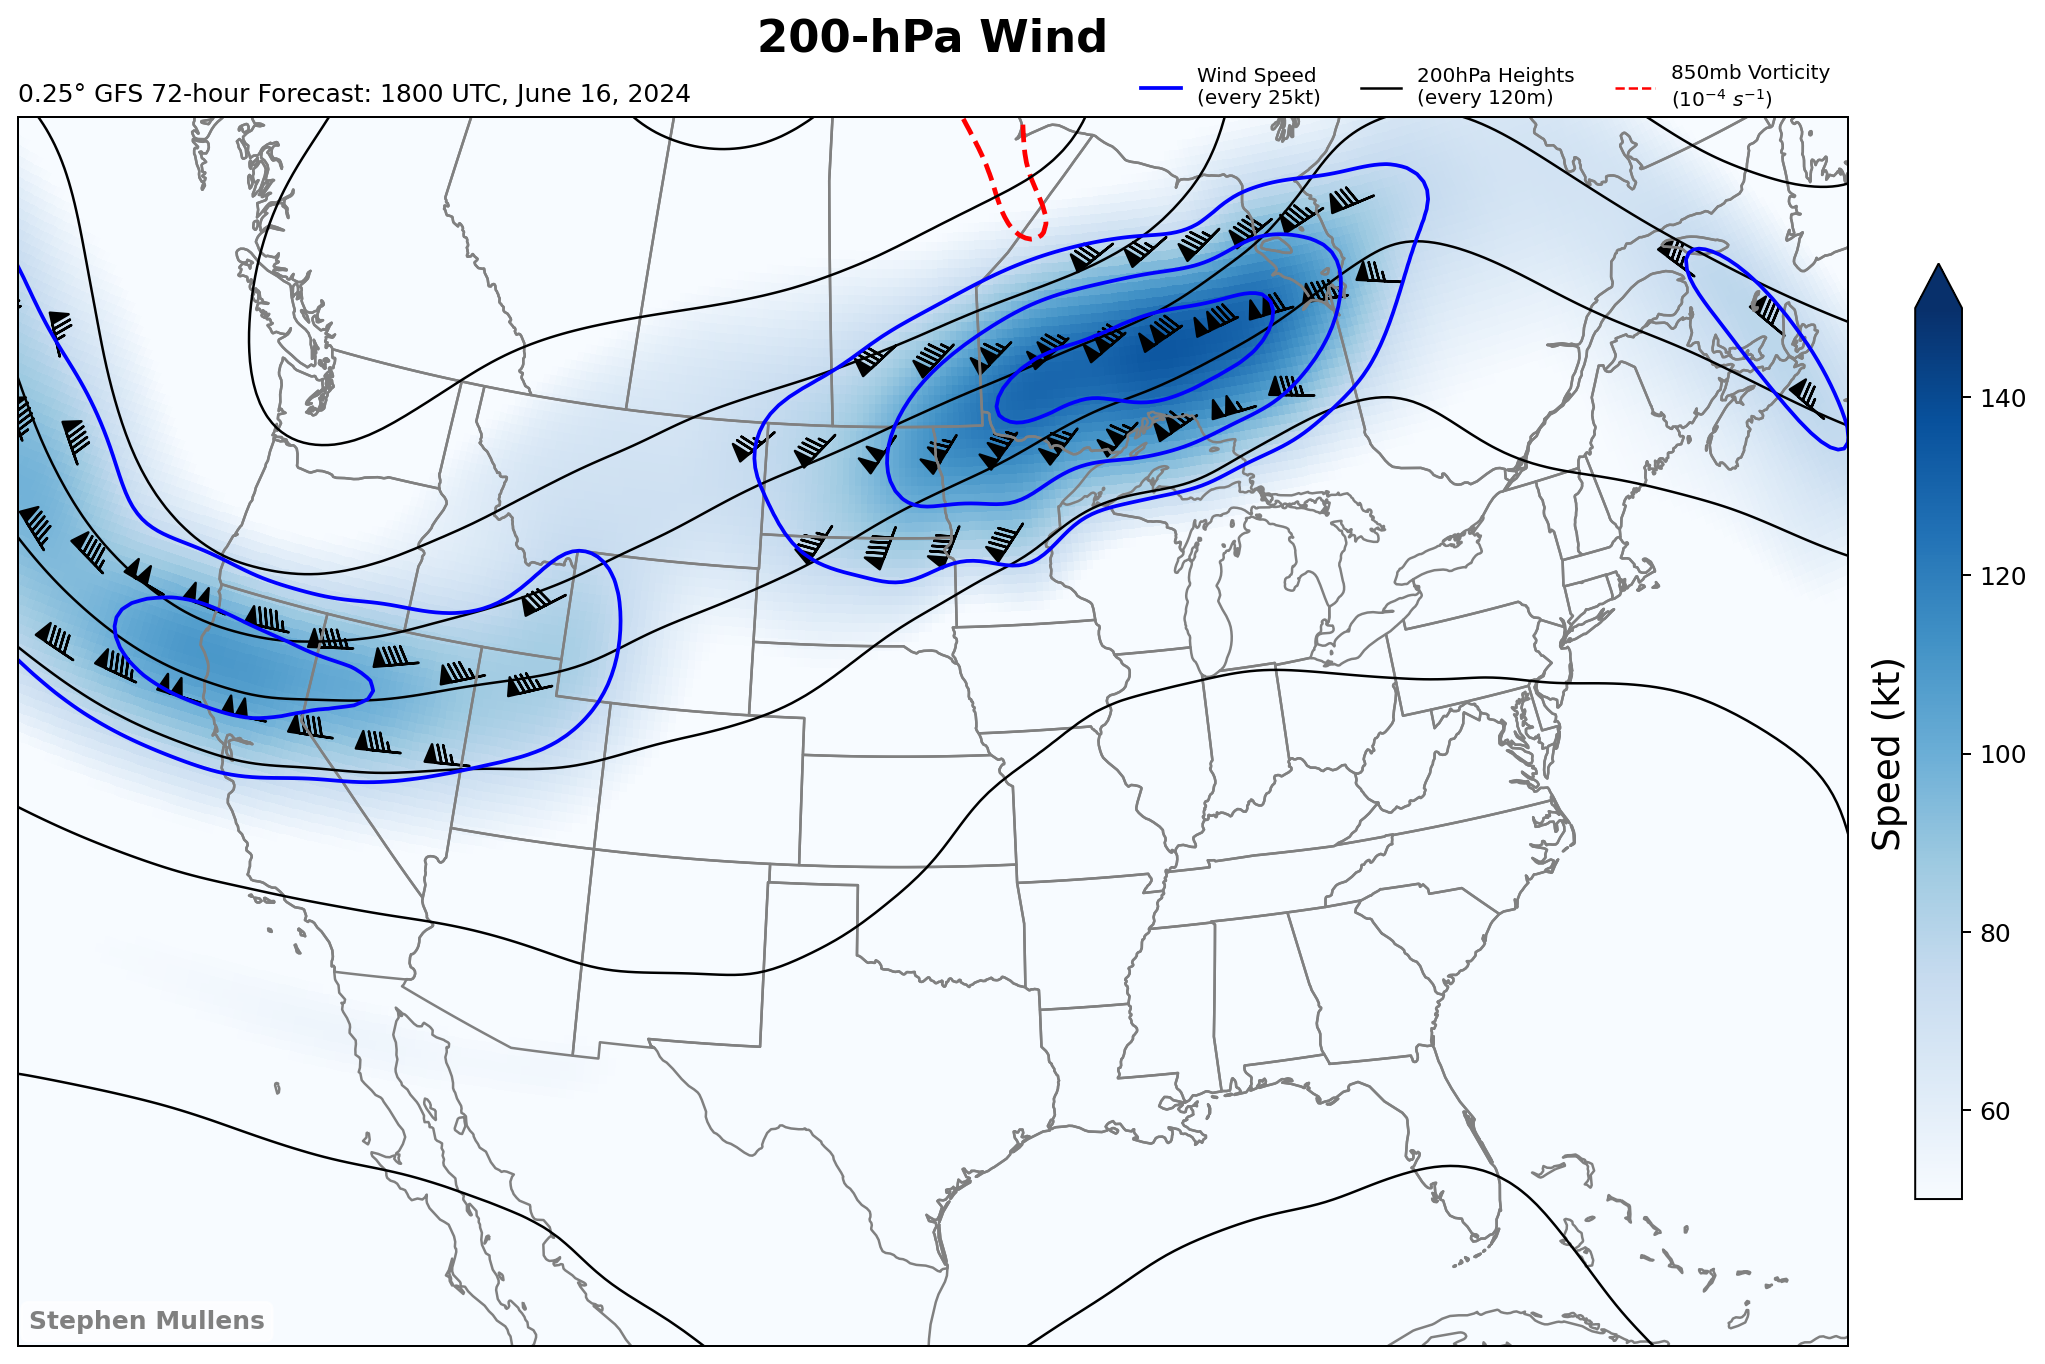 200-hPa Wind
0.25° GFS 72-hour Forecast: 1800 UTC, June 16, 2024
Wind Speed
(every 25kt)
200hPa Heights
(every 120m)
850mb Vorticity
(10⁻⁴ s⁻¹)
140
120
100
80
60
Speed (kt)
Stephen Mullens